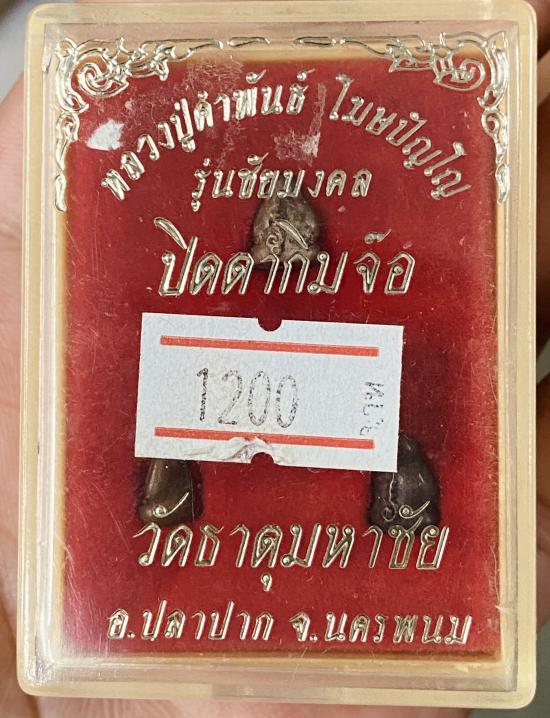 หลวงปู่คำพันธ์ โฆษปัญโญ
รุ่นชัยมงคล
ปิดตากิมจ๊อ
1200
วัดธาตุมหาชัย
อ.ปลาปาก จ.นครพนม